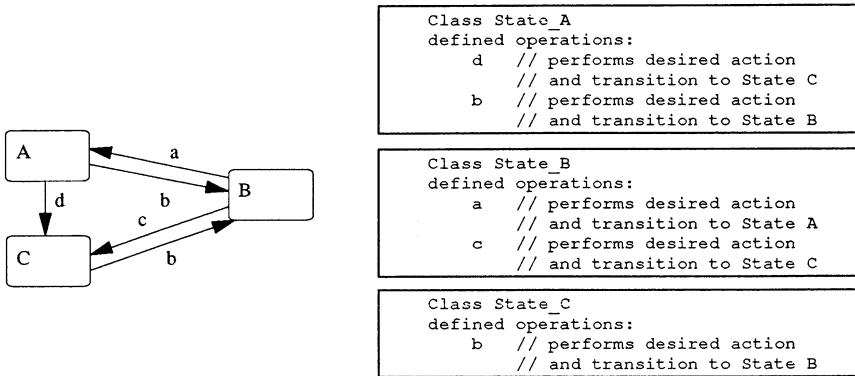 A
a
b
B
d
c
C
b
Class State_A
defined operations:
d // performs desired action
// and transition to State C
b // performs desired action
// and transition to State B
Class State_B
defined operations:
a // performs desired action
// and transition to State A
c // performs desired action
// and transition to State C
Class State_C
defined operations:
b // performs desired action
// and transition to State B